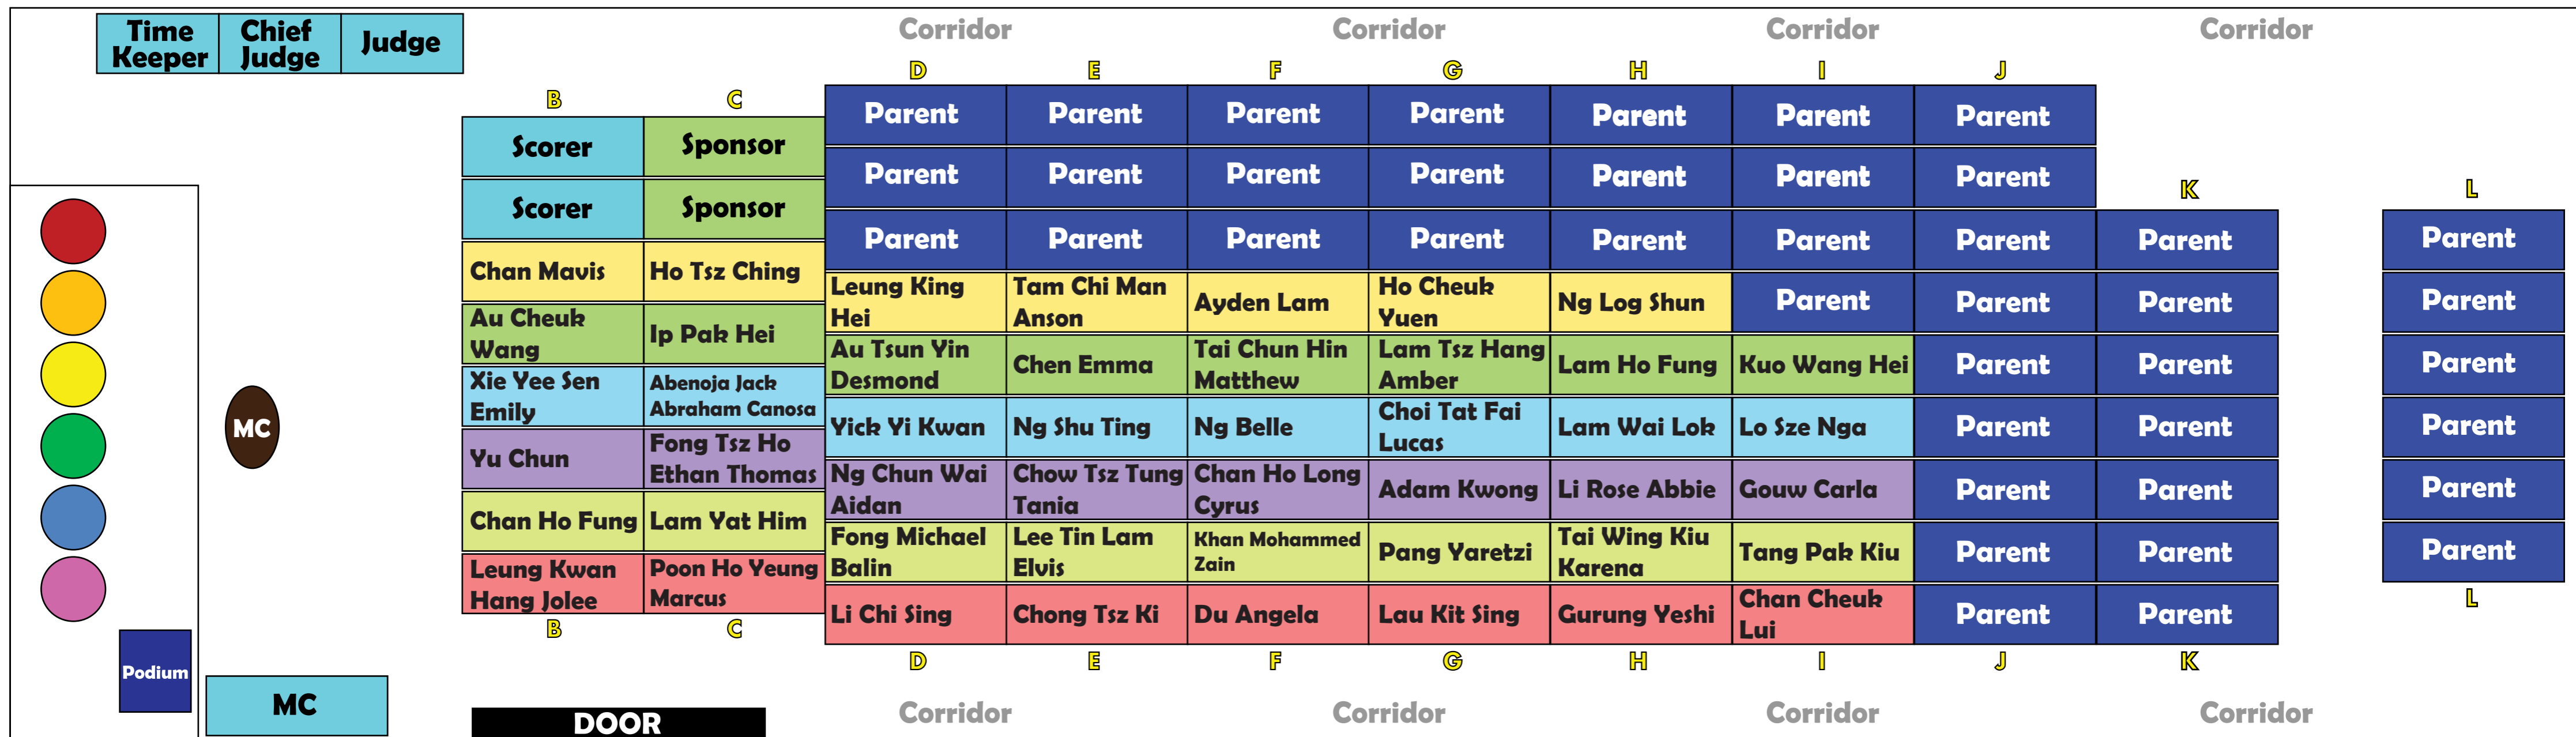 Time
Keeper
Chief
Judge
Judge
Corridor Corridor Corridor Corridor
D E F G H I J
B C
Parent Parent Parent Parent Parent Parent Parent
Scorer Sponsor
Parent Parent Parent Parent Parent Parent Parent
K L
Scorer Sponsor
Parent Parent Parent Parent Parent Parent Parent Parent Parent
Chan Mavis
Ho Tsz Ching
Leung King
Hei
Tam Chi Man
Anson
Ayden Lam
Ho Cheuk
Yuen
Ng Log Shun
Parent Parent Parent Parent
Au Cheuk
Wang
Ip Pak Hei
Au Tsun Yin
Desmond
Chen Emma
Tai Chun Hin
Matthew
Lam Tsz Hang
Amber
Lam Ho Fung
Kuo Wang Hei
Parent Parent Parent
Xie Yee Sen
Emily
Abenoja Jack
Abraham Canosa
Yick Yi Kwan
Ng Shu Ting
Ng Belle
Choi Tat Fai
Lucas
Lam Wai Lok
Lo Sze Nga
Parent Parent Parent
MC
Yu Chun
Fong Tsz Ho
Ethan Thomas
Ng Chun Wai
Aidan
Chow Tsz Tung
Tania
Chan Ho Long
Cyrus
Adam Kwong
Li Rose Abbie
Gouw Carla
Parent Parent Parent
Chan Ho Fung
Lam Yat Him
Fong Michael
Balin
Lee Tin Lam
Elvis
Khan Mohammed
Zain
Pang Yaretzi
Tai Wing Kiu
Karena
Tang Pak Kiu
Parent Parent Parent
Leung Kwan
Hang Jolee
Poon Ho Yeung
Marcus
Li Chi Sing
Chong Tsz Ki
Du Angela
Lau Kit Sing
Gurung Yeshi
Chan Cheuk
Lui
Parent Parent
L
B C
D E F G H I J K
Podium
MC
DOOR
Corridor Corridor Corridor Corridor